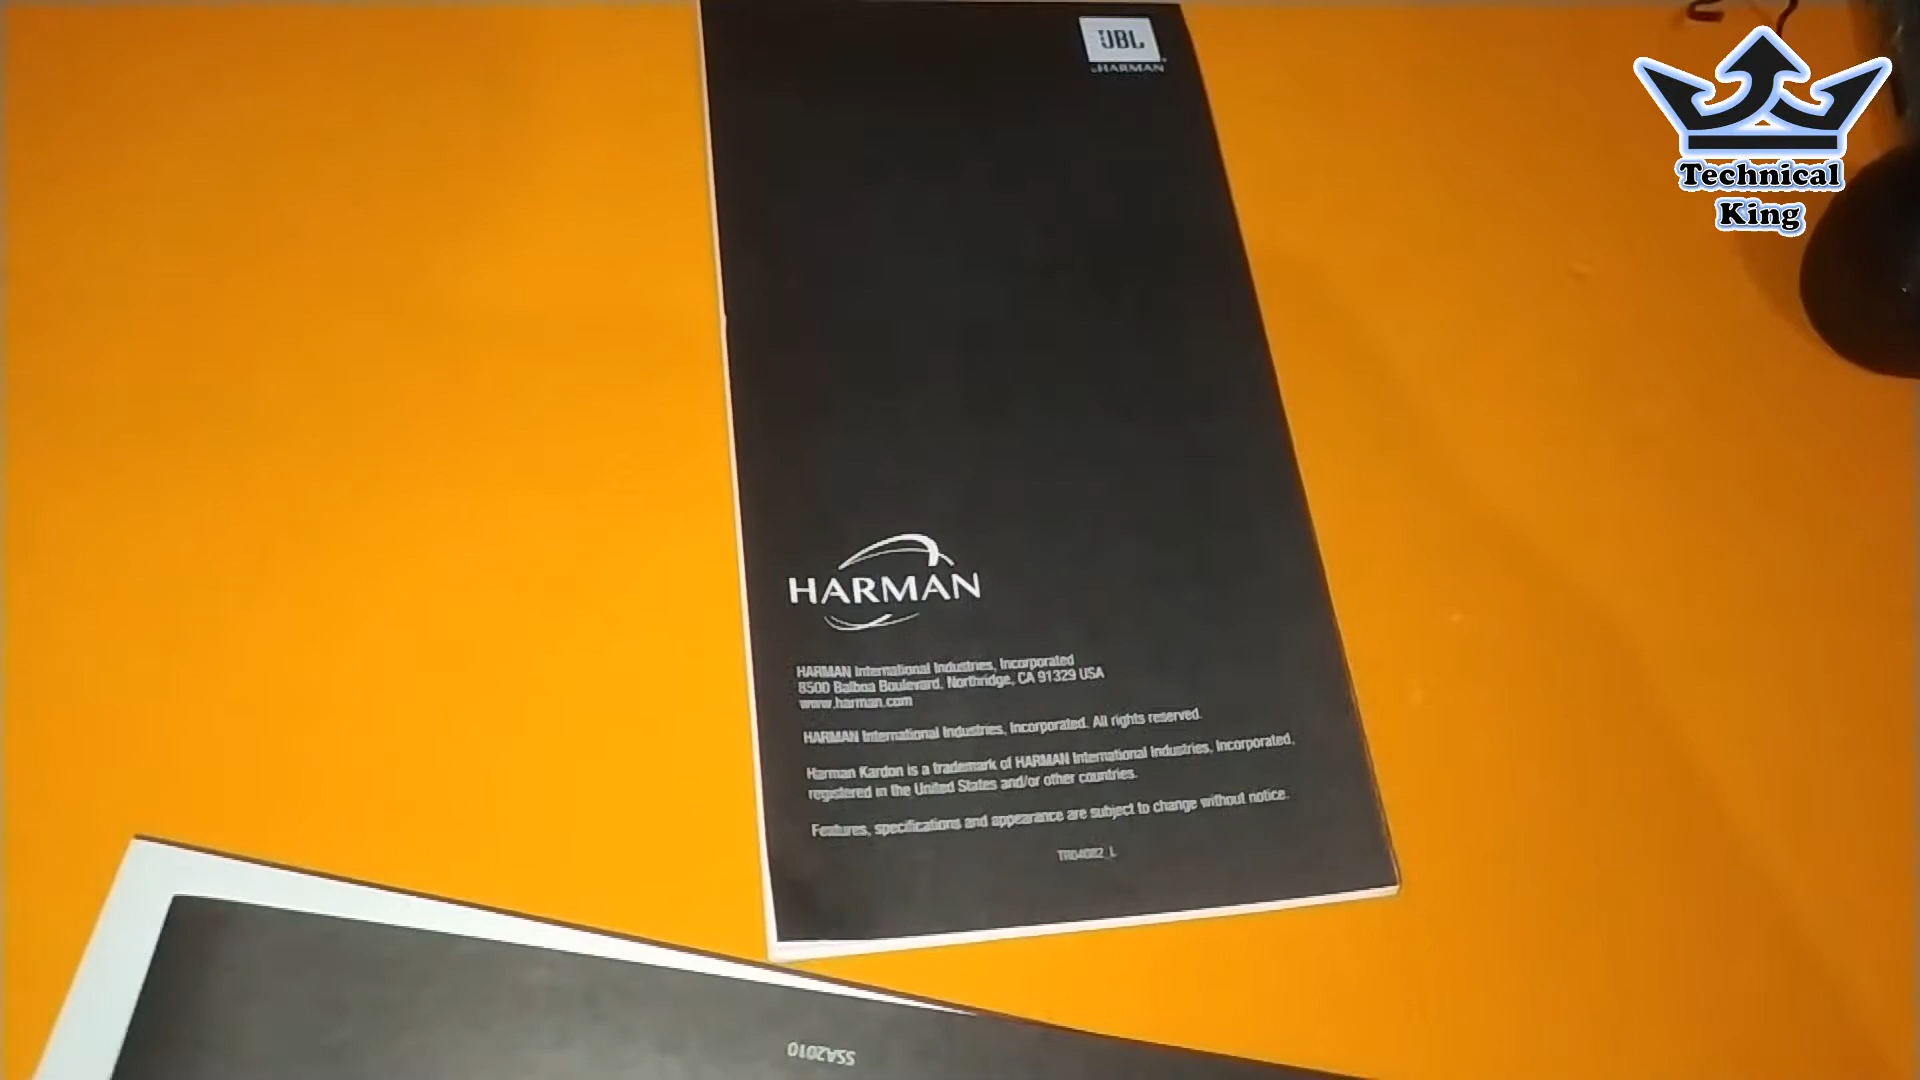 JBL
by HARMAN
Technical
King
HARMAN
HARMAN International Industries, Incorporated
8500 Balboa Boulevard, Northridge, CA 91329 USA
www.harman.com
HARMAN International Industries, Incorporated. All rights reserved.
Harman Kardon is a trademark of HARMAN International Industries, Incorporated,
registered in the United States and/or other countries.
Features, specifications and appearance are subject to change without notice.
SSA2010